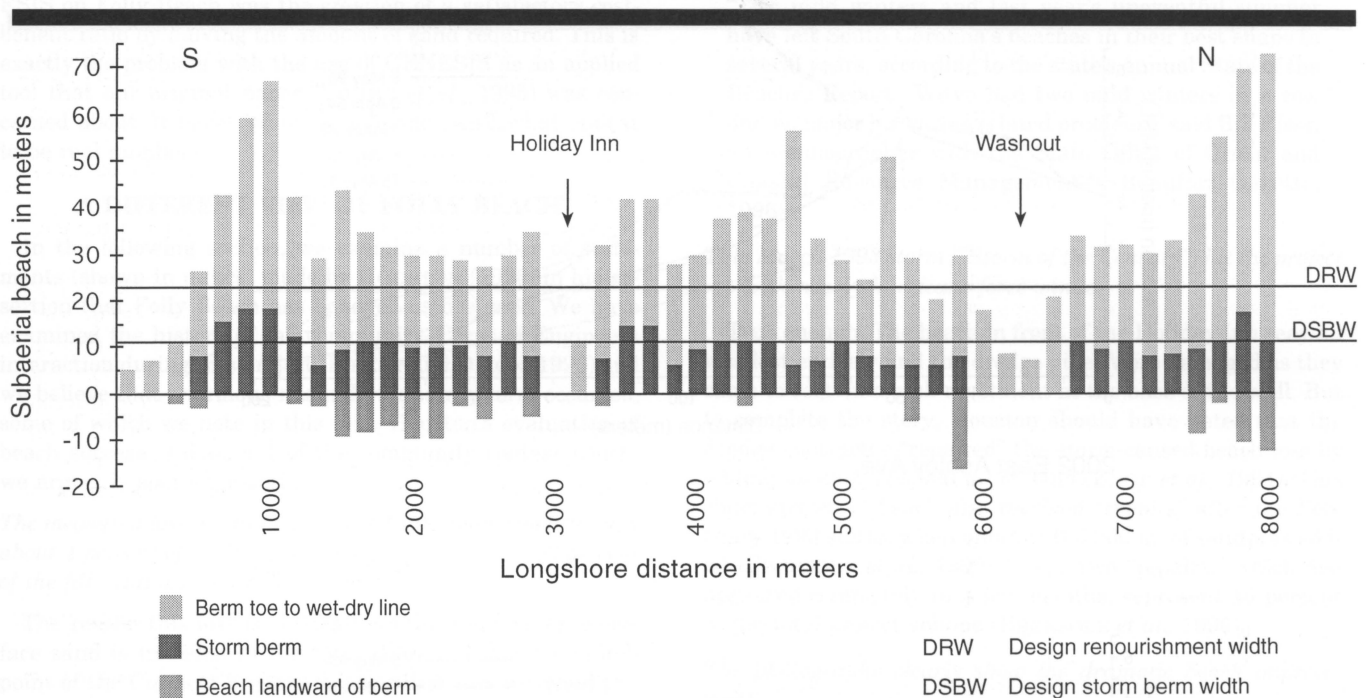 S
N
70
60
50
40
30
20
10
0
-10
-20
Subaerial beach in meters
Holiday Inn
Washout
DRW
DSBW
1000
2000
3000
4000
5000
6000
7000
8000
Longshore distance in meters
Berm toe to wet-dry line
Storm berm
Beach landward of berm
DRW Design renourishment width
DSBW Design storm berm width